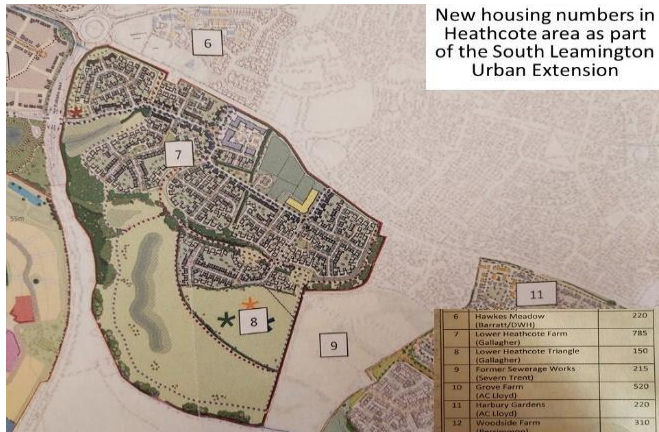 New housing numbers in
Heathcote area as part
of the South Leamington
Urban Extension
6
7
8
9
11
6 Hawkes Meadow 220
(Barratt/DWH)
7 Lower Heathcote Farm 785
(Gallagher)
8 Lower Heathcote Triangle 150
(Gallagher)
9 Former Sewerage Works 215
(Severn Trent)
10 Grove Farm 520
(AC Lloyd)
11 Harbury Gardens 220
(AC Lloyd)
12 Woodside Farm 310